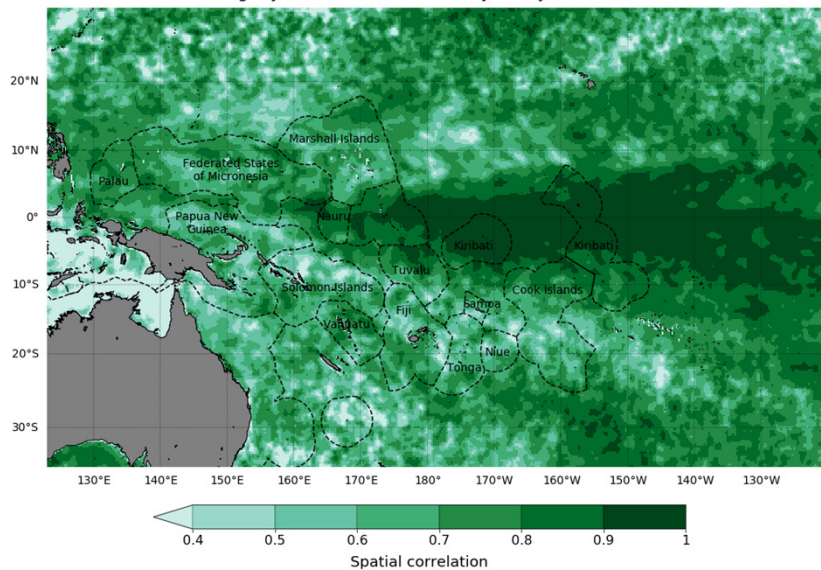 20°N
10°N
0°
10°S
20°S
30°S
Marshall Islands
Federated States
of Micronesia
Palau
Papua New
Guinea
Nauru
Kiribati
Kiribati
Tuvalu
Solomon Islands
Cook Islands
Samoa
Fiji
Vanuatu
Niue
Tonga
130°E
140°E
150°E
160°E
170°E
180°
170°W
160°W
150°W
140°W
130°W
0.4
0.5
0.6
0.7
0.8
0.9
1
Spatial correlation